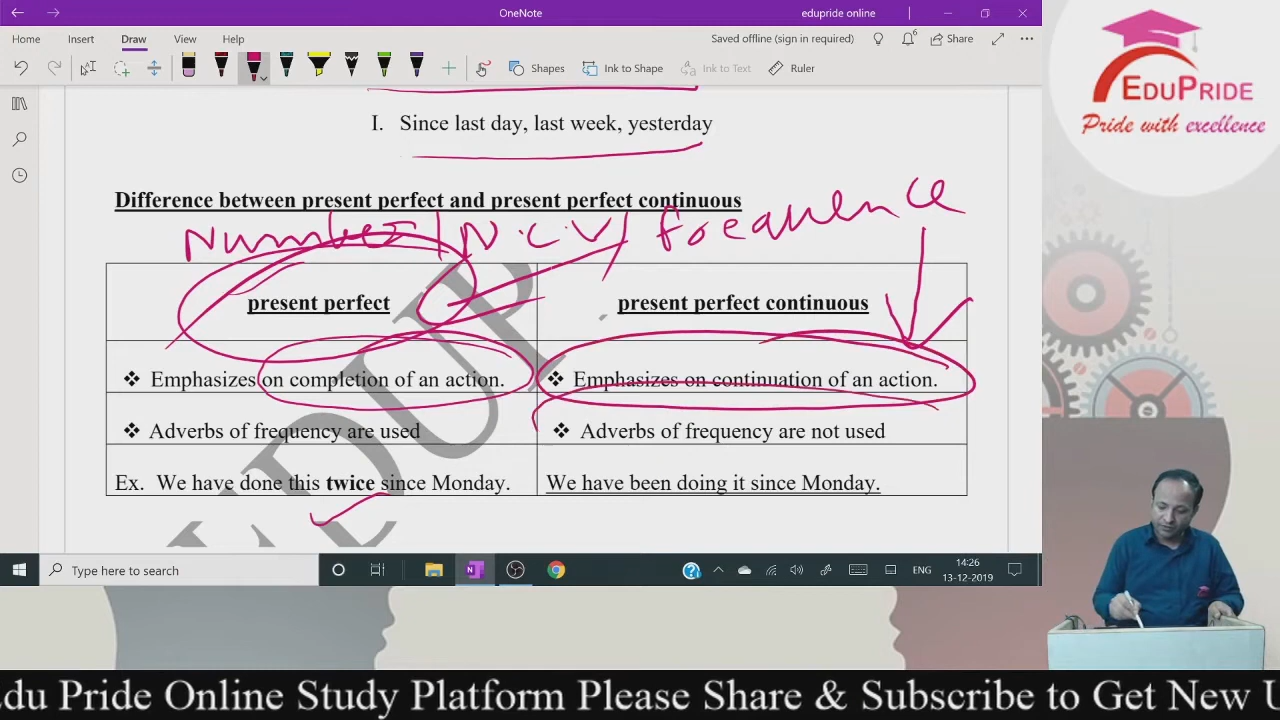 OneNote
edupride online
Home Insert Draw View Help
Saved offline (sign in required)
6
Share
Shapes
Ink to Shape
Ink to Text
Ruler
EDUPRIDE
Pride with excellence
I. Since last day, last week, yesterday
Difference between present perfect and present perfect continuous
Number | N.C.V | frequence
present perfect
present perfect continuous
❖ Emphasizes on completion of an action.
❖ Emphasizes on continuation of an action.
❖ Adverbs of frequency are used
❖ Adverbs of frequency are not used
Ex. We have done this twice since Monday.
We have been doing it since Monday.
EDUP
Type here to search
ENG
14:26
13-12-2019
du Pride Online Study Platform Please Share & Subscribe to Get New U